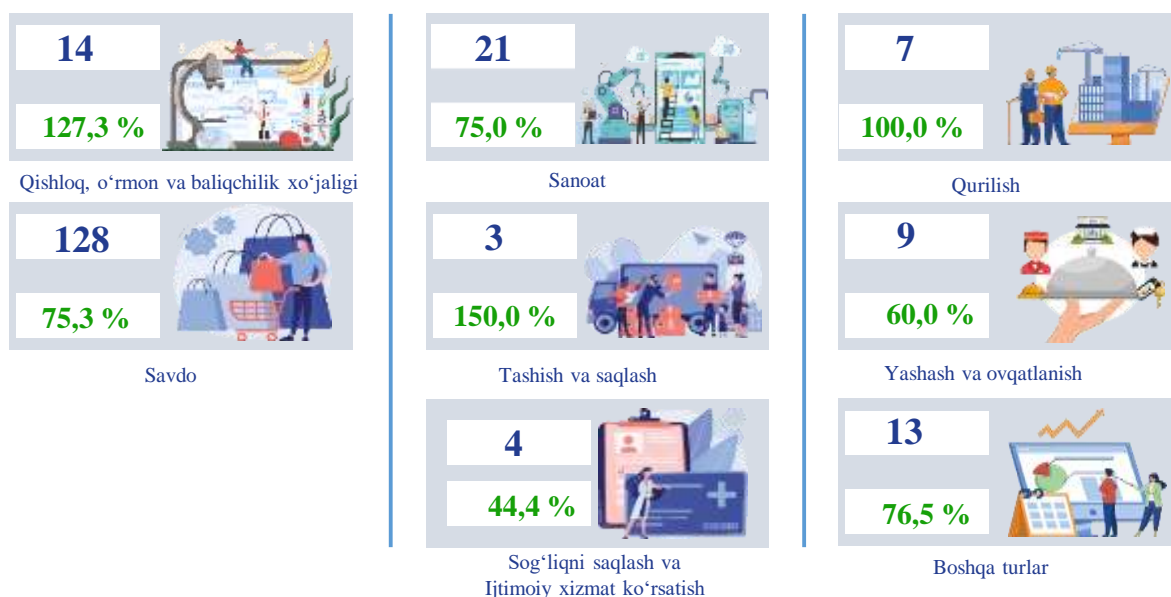 14
127,3 %
Qishloq, o‘rmon va baliqchilik xo‘jaligi
21
75,0 %
Sanoat
7
100,0 %
Qurilish
128
75,3 %
Savdo
3
150,0 %
Tashish va saqlash
9
60,0 %
Yashash va ovqatlanish
4
44,4 %
Sog‘liqni saqlash va
Ijtimoiy xizmat ko‘rsatish
13
76,5 %
Boshqa turlar